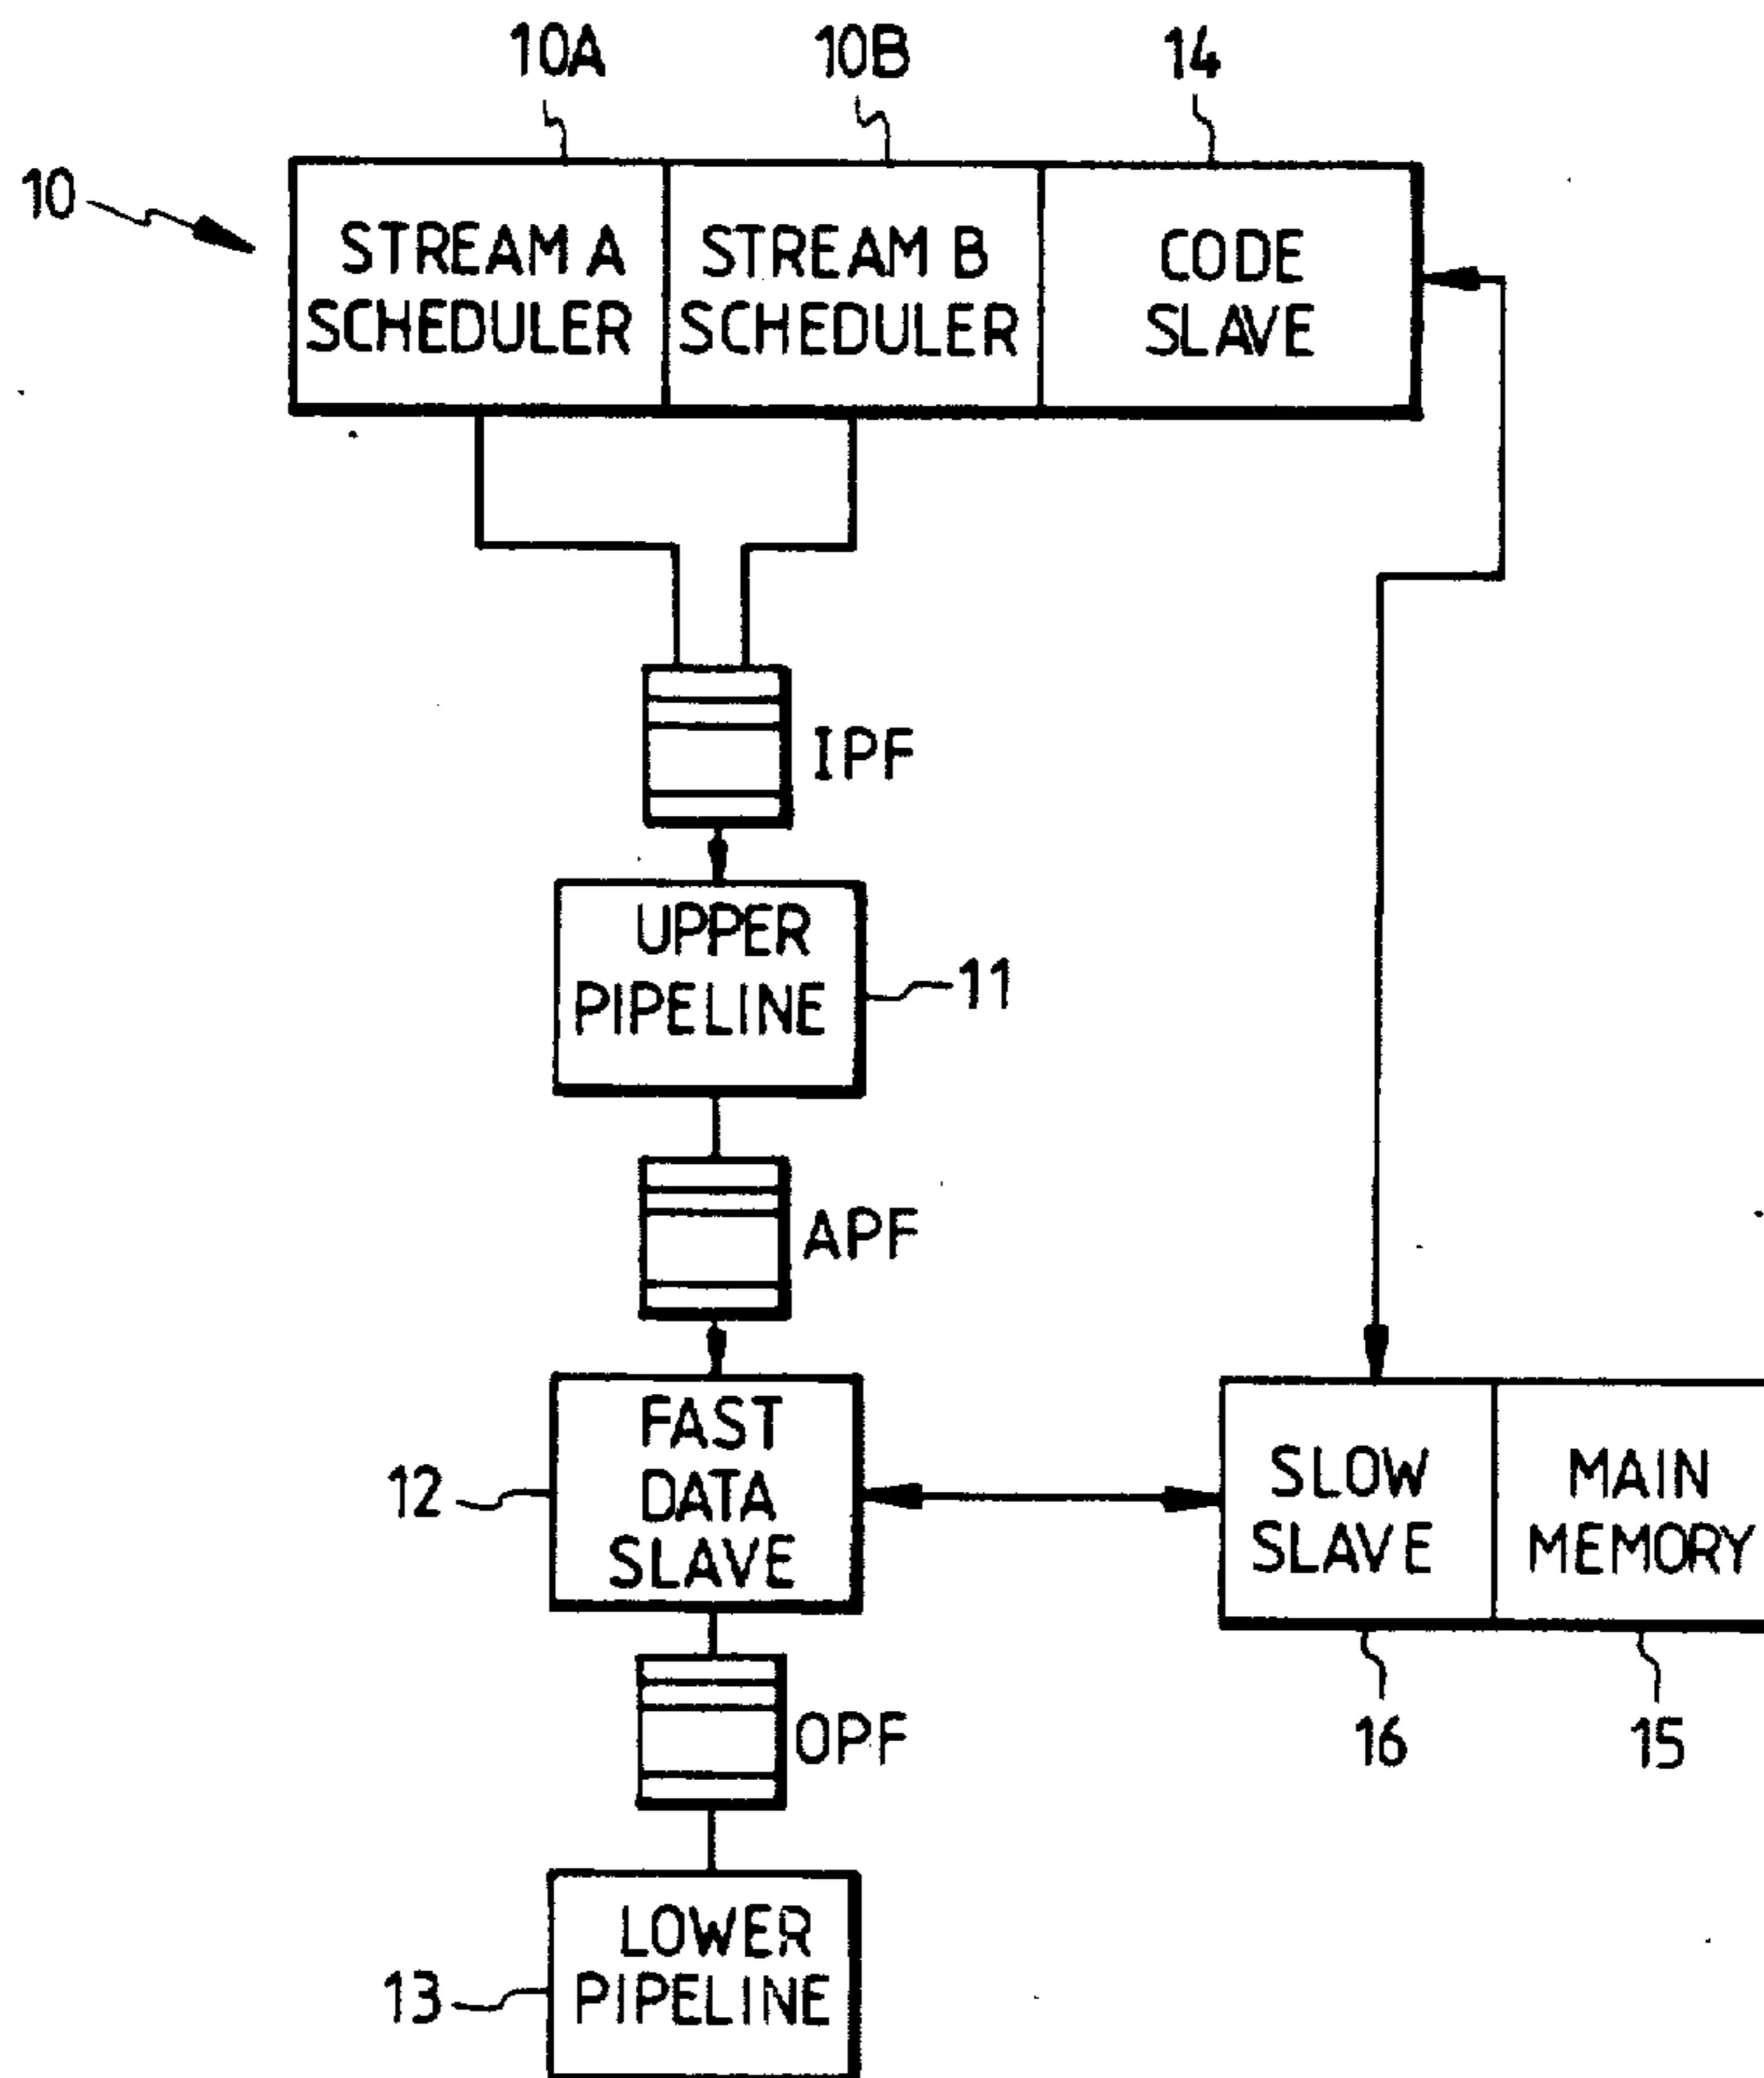 10A 10B 14
10
STREAM A
SCHEDULER
STREAM B
SCHEDULER
CODE
SLAVE
IPF
UPPER
PIPELINE
11
APF
FAST
DATA
SLAVE
12
SLOW
SLAVE
MAIN
MEMORY
OPF
16 15
LOWER
PIPELINE
13